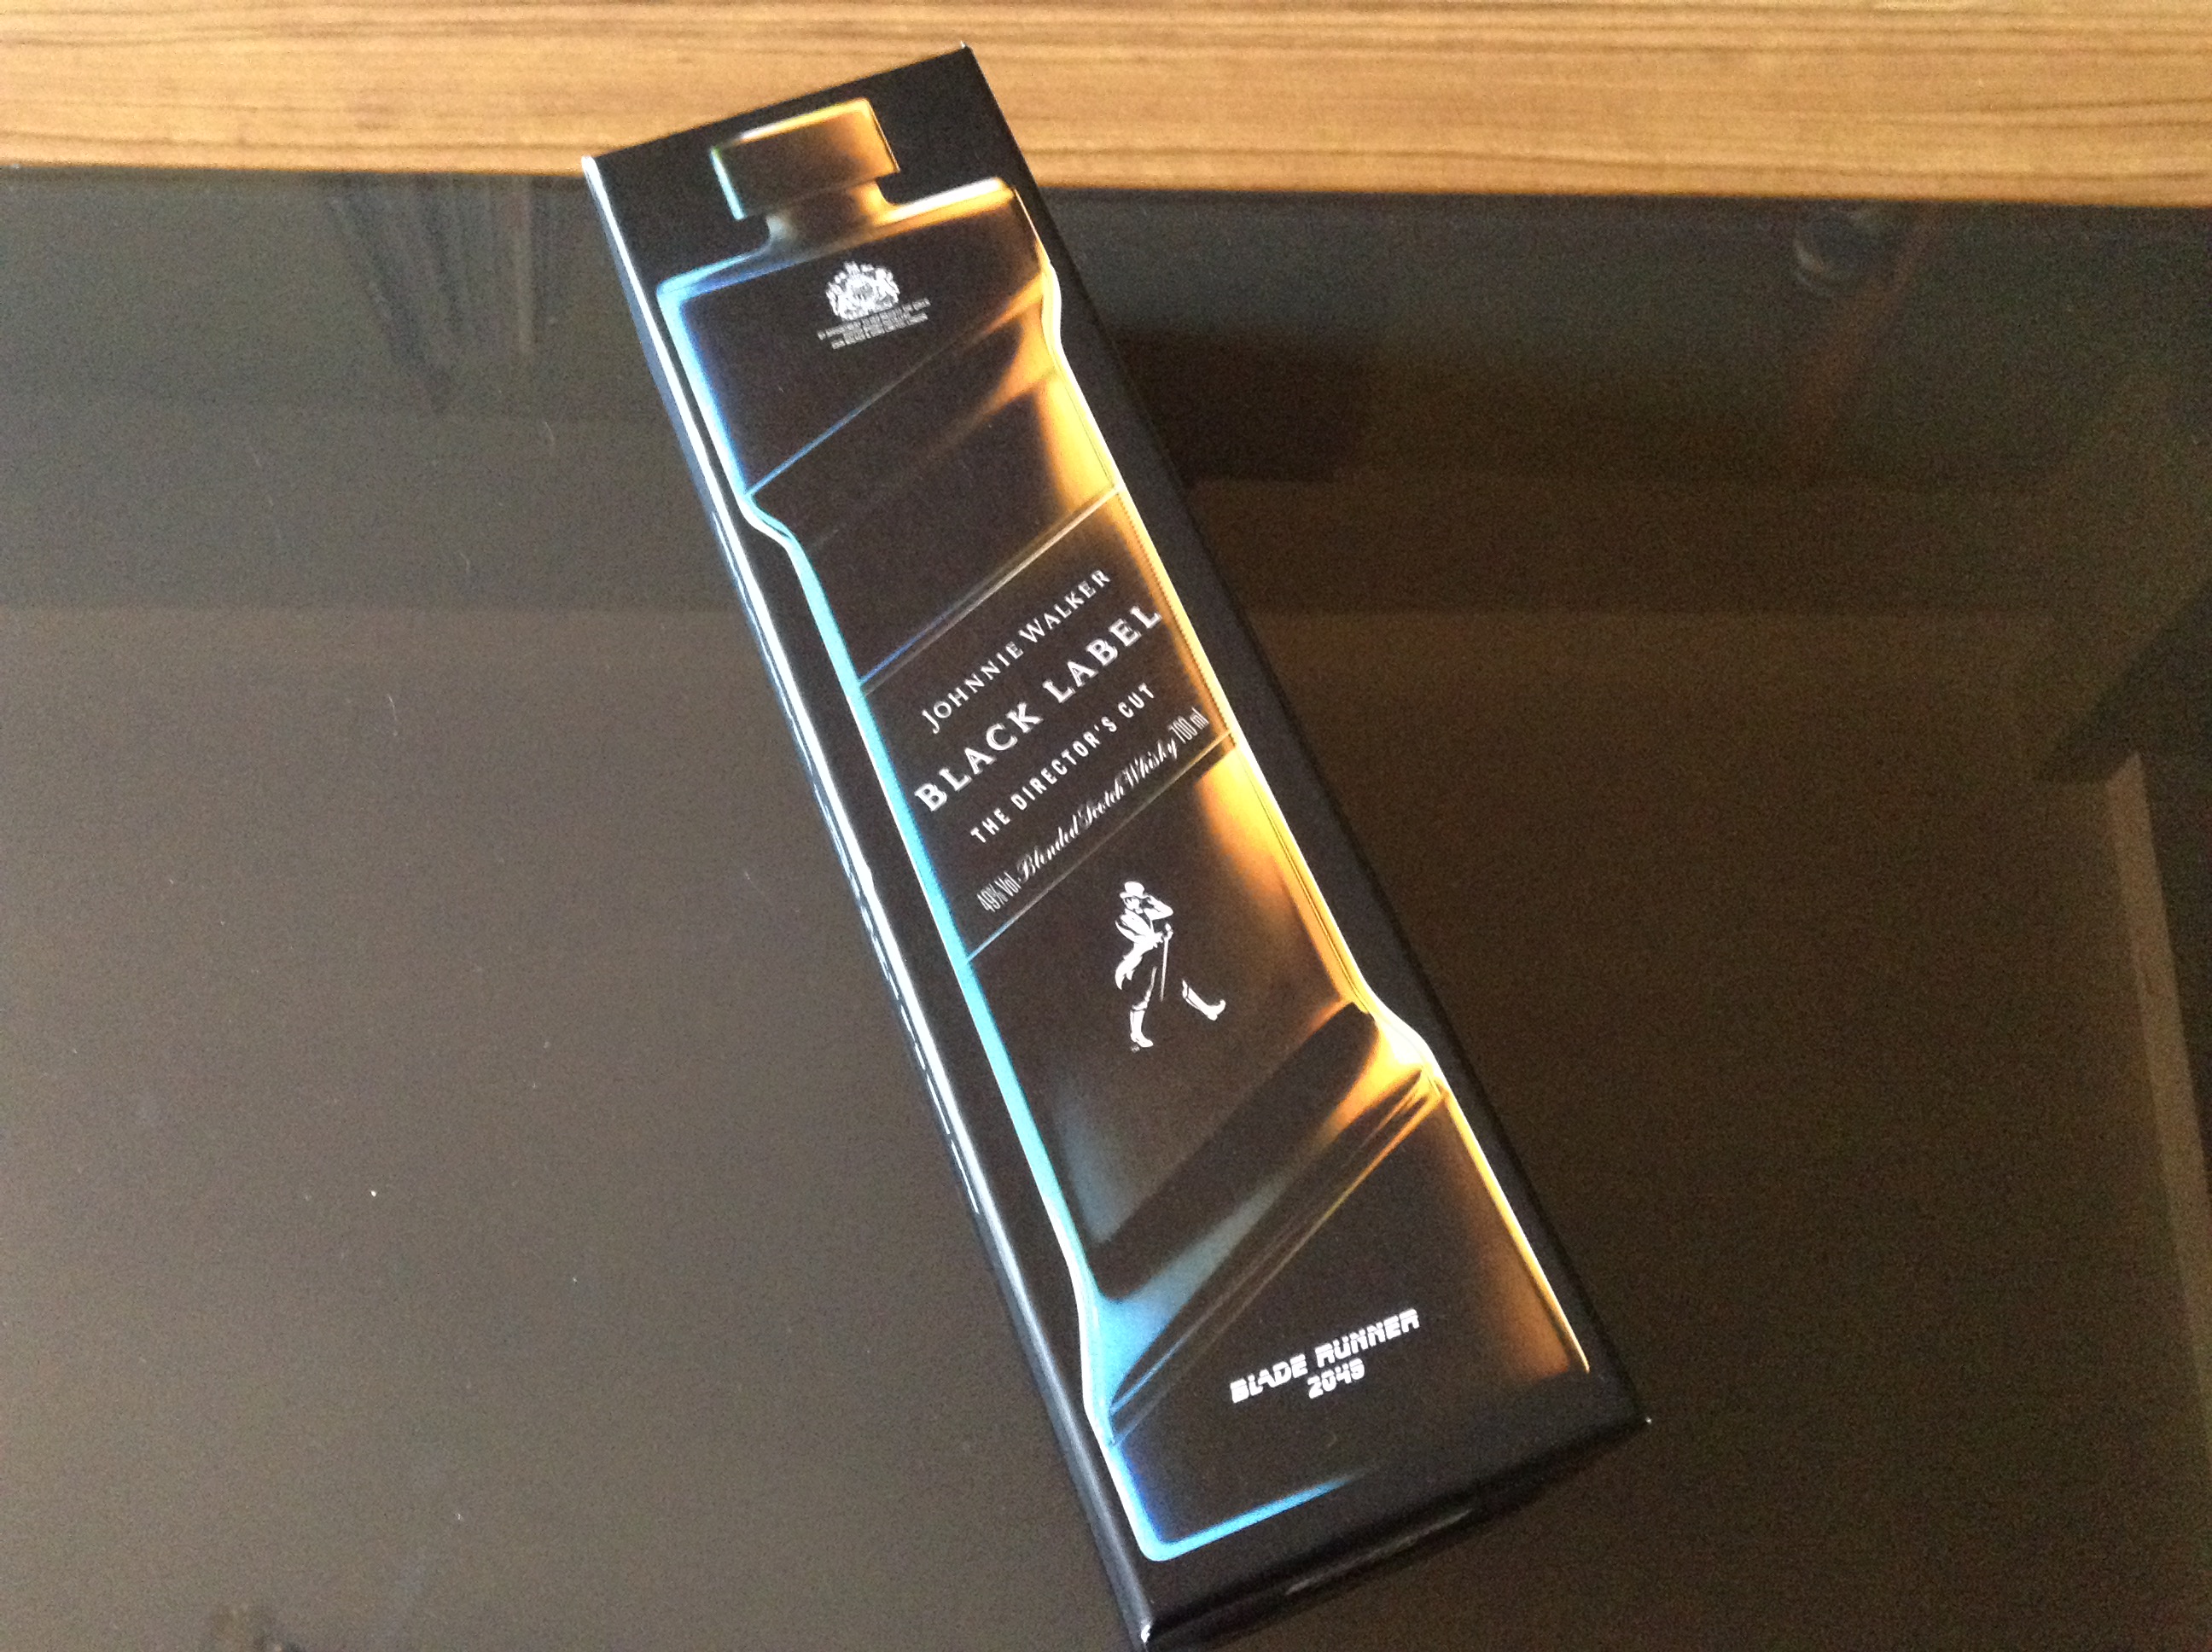 JOHNNIE WALKER
BLACK LABEL
THE DIRECTOR'S CUT
49% Vol. Blended Scotch Whisky 700 ml
BLADE RUNNER
2049